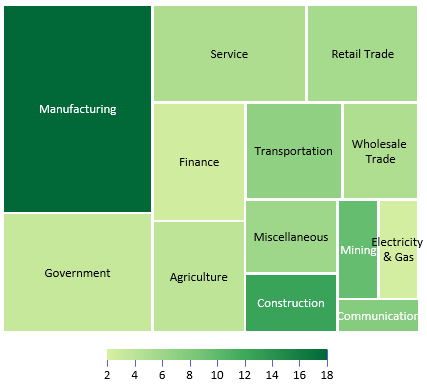 Manufacturing
Service
Retail Trade
Finance
Transportation
Wholesale
Trade
Government
Agriculture
Miscellaneous
Mining
Electricity
& Gas
Construction
Communication
2 4 6 8 10 12 14 16 18